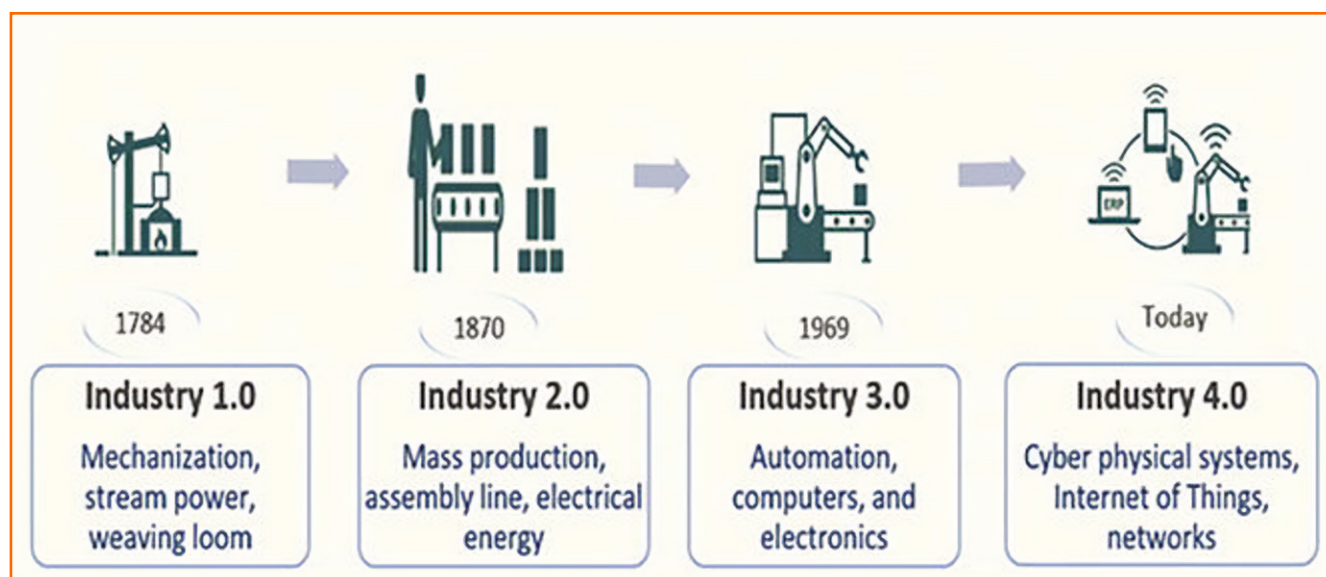 ERP
1784
1870
1969
Today
Industry 1.0
Mechanization,
stream power,
weaving loom
Industry 2.0
Mass production,
assembly line, electrical
energy
Industry 3.0
Automation,
computers, and
electronics
Industry 4.0
Cyber physical systems,
Internet of Things,
networks